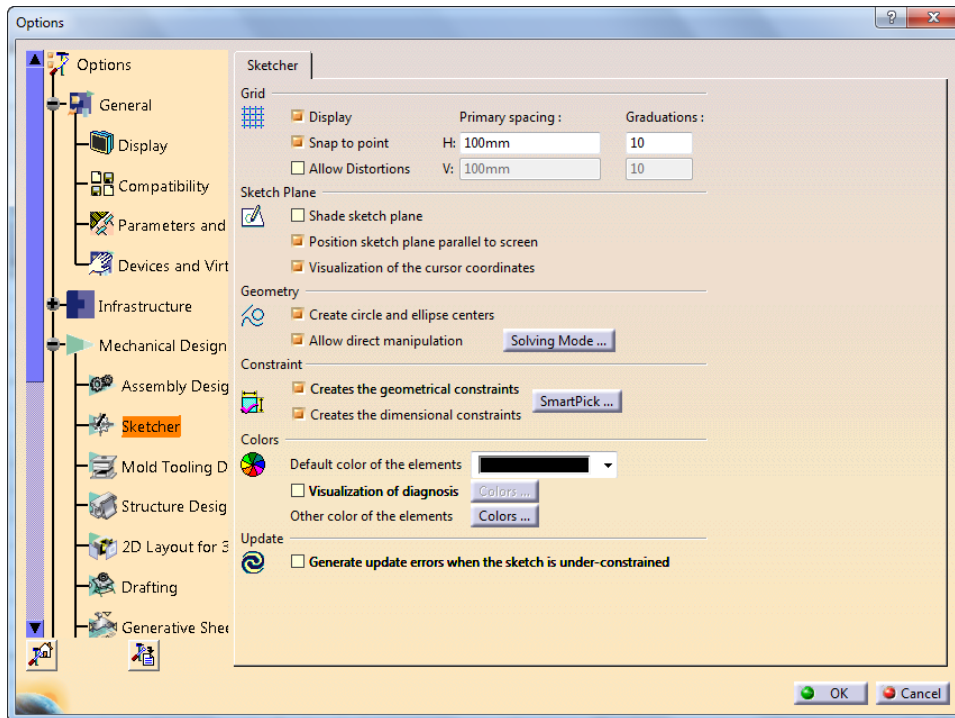 Options
Options
General
Display
Compatibility
Parameters and
Devices and Virt
Infrastructure
Mechanical Design
Assembly Desig
Sketcher
Mold Tooling D
Structure Desig
2D Layout for 3
Drafting
Generative Shee
Sketcher
Grid
Display Primary spacing : Graduations :
Snap to point H: 100mm 10
Allow Distortions V: 100mm 10
Sketch Plane
Shade sketch plane
Position sketch plane parallel to screen
Visualization of the cursor coordinates
Geometry
Create circle and ellipse centers
Allow direct manipulation Solving Mode ...
Constraint
Creates the geometrical constraints
SmartPick ...
Creates the dimensional constraints
Colors
Default color of the elements
Visualization of diagnosis Colors ...
Other color of the elements Colors ...
Update
Generate update errors when the sketch is under-constrained
OK Cancel